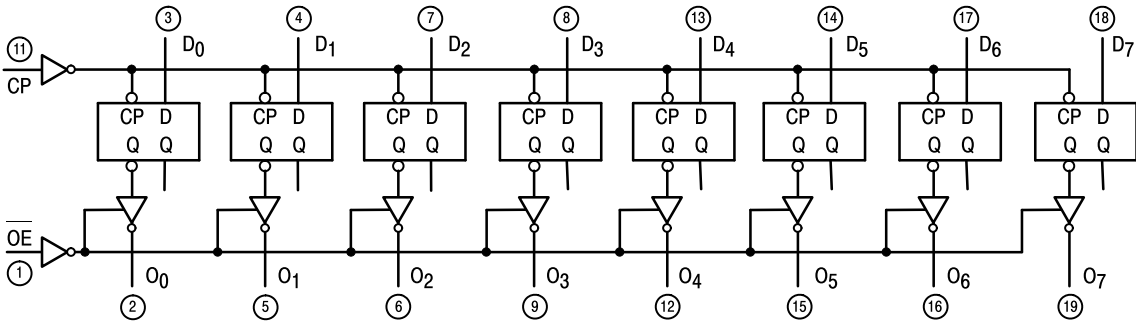 3 4 7 8 13 14 17 18
11 D0 D1 D2 D3 D4 D5 D6 D7
CP
CP D CP D CP D CP D CP D CP D CP D CP D
Q Q Q Q Q Q Q Q Q Q Q Q Q Q Q Q
OE
1 O0 O1 O2 O3 O4 O5 O6 O7
2 5 6 9 12 15 16 19